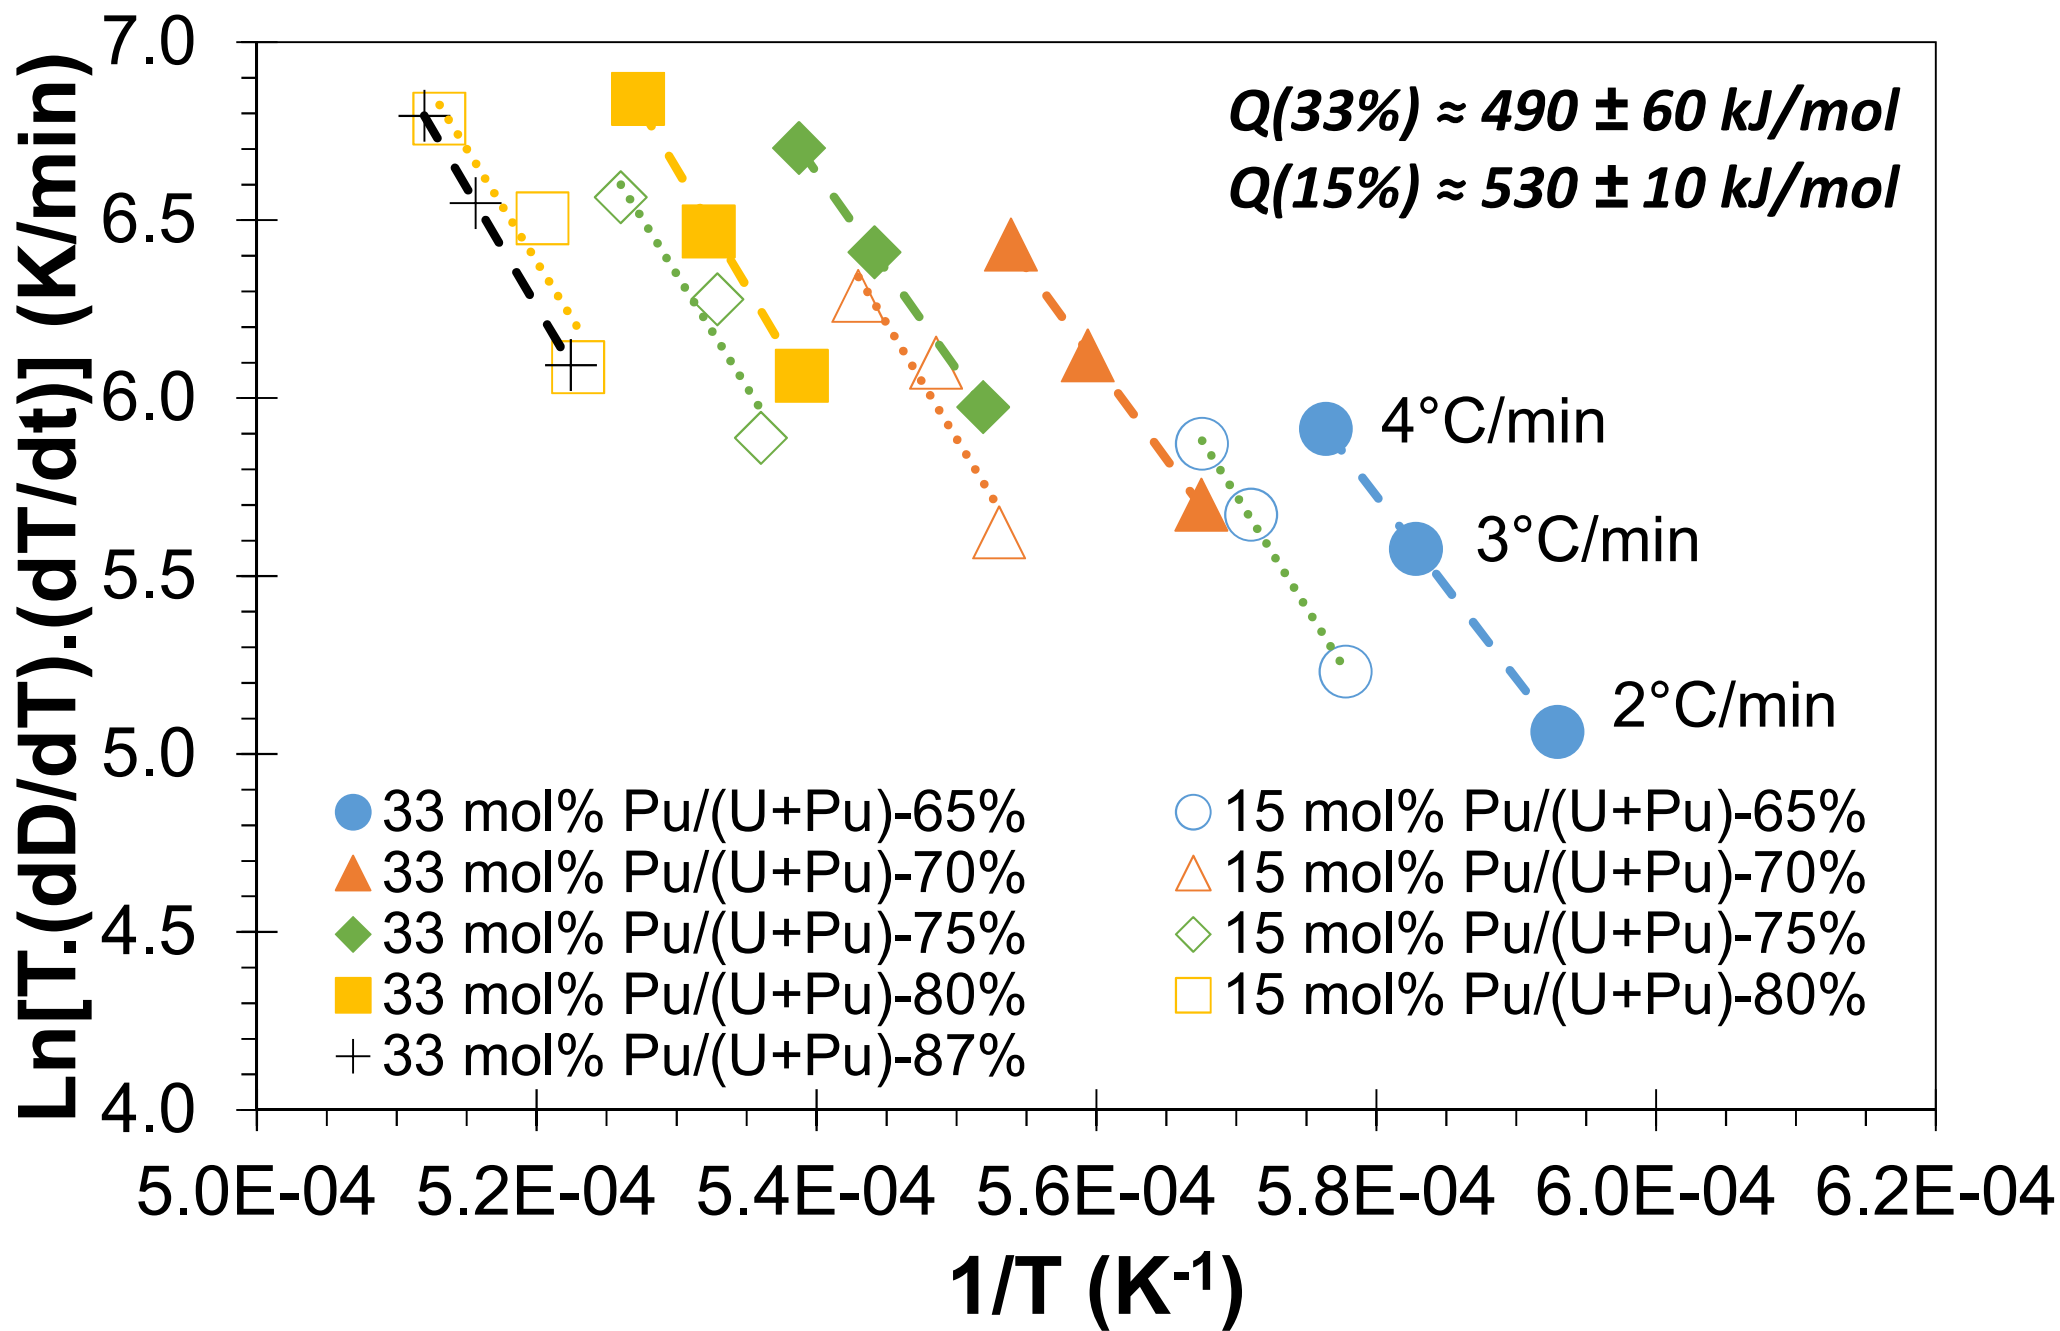 Ln[T.(dD/dT).(dT/dt)] (K/min)
7.0
6.5
6.0
5.5
5.0
4.5
4.0
Q(33%) ≈ 490 ± 60 kJ/mol
Q(15%) ≈ 530 ± 10 kJ/mol
4°C/min
3°C/min
2°C/min
33 mol% Pu/(U+Pu)-65%
33 mol% Pu/(U+Pu)-70%
33 mol% Pu/(U+Pu)-75%
33 mol% Pu/(U+Pu)-80%
33 mol% Pu/(U+Pu)-87%
15 mol% Pu/(U+Pu)-65%
15 mol% Pu/(U+Pu)-70%
15 mol% Pu/(U+Pu)-75%
15 mol% Pu/(U+Pu)-80%
5.0E-04 5.2E-04 5.4E-04 5.6E-04 5.8E-04 6.0E-04 6.2E-04
1/T (K⁻¹)